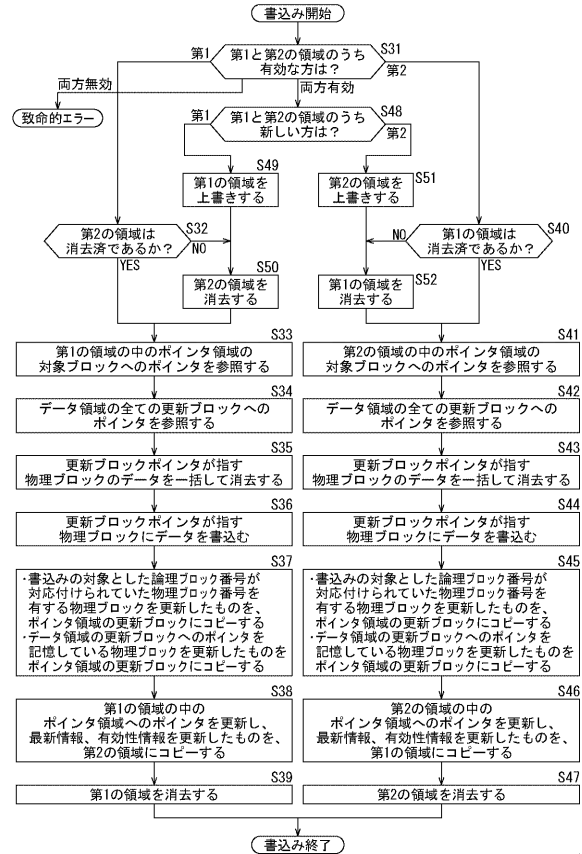 書込み開始
第1と第2の領域のうち
有効な方は?
S31
第1
第2
両方無効
両方有効
致命的エラー
第1と第2の領域のうち
新しい方は?
S48
第1
第2
S49
第1の領域を
上書きする
S51
第2の領域を
上書きする
第2の領域は
消去済であるか?
S32
NO
YES
第1の領域は
消去済であるか?
S40
NO
YES
S50
第2の領域を
消去する
S52
第1の領域を
消去する
S33
第1の領域の中のポインタ領域の
対象ブロックへのポインタを参照する
S34
データ領域の全ての更新ブロックへの
ポインタを参照する
S35
更新ブロックポインタが指す
物理ブロックのデータを一括して消去する
S36
更新ブロックポインタが指す
物理ブロックにデータを書込む
S37
・書込みの対象とした論理ブロック番号が
対応付けられていた物理ブロック番号を
有する物理ブロックを更新したものを、
ポインタ領域の更新ブロックにコピーする
・データ領域の更新ブロックへのポインタを
記憶している物理ブロックを更新したものを
ポインタ領域の更新ブロックにコピーする
S38
第1の領域の中の
ポインタ領域へのポインタを更新し、
最新情報、有効性情報を更新したものを、
第2の領域にコピーする
S39
第1の領域を消去する
S41
第2の領域の中のポインタ領域の
対象ブロックへのポインタを参照する
S42
データ領域の全ての更新ブロックへの
ポインタを参照する
S43
更新ブロックポインタが指す
物理ブロックのデータを一括して消去する
S44
更新ブロックポインタが指す
物理ブロックにデータを書込む
S45
・書込みの対象とした論理ブロック番号が
対応付けられていた物理ブロック番号を
有する物理ブロックを更新したものを、
ポインタ領域の更新ブロックにコピーする
・データ領域の更新ブロックへのポインタを
記憶している物理ブロックを更新したものを
ポインタ領域の更新ブロックにコピーする
S46
第2の領域の中の
ポインタ領域へのポインタを更新し、
最新情報、有効性情報を更新したものを、
第1の領域にコピーする
S47
第2の領域を消去する
書込み終了